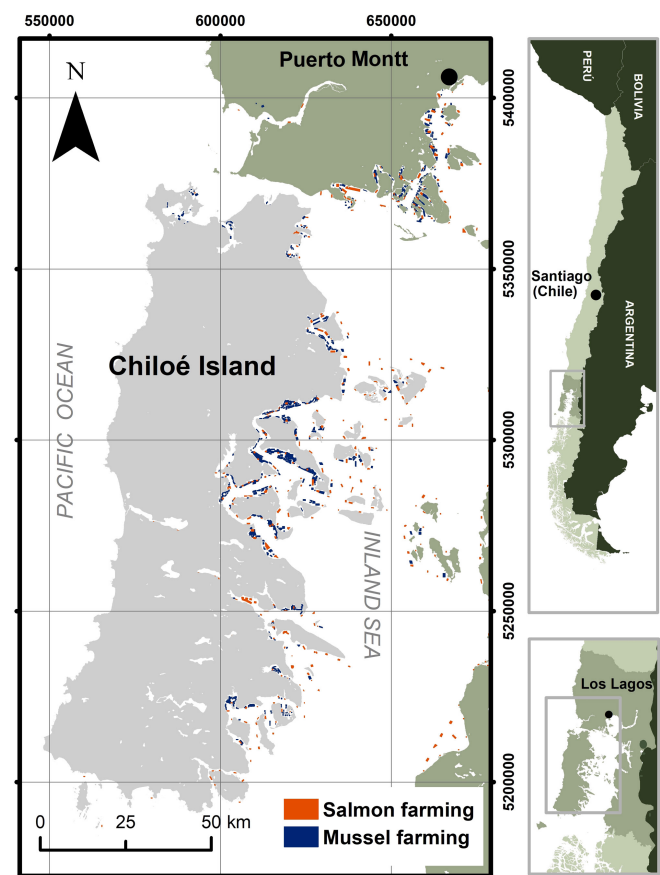 550000 6000000 650000
Puerto Montt
N
5400000
5350000
5300000
5250000
5200000
Chiloé Island
PACIFIC OCEAN
INLAND SEA
Salmon farming
Mussel farming
0 25 50 km
PERÚ
BOLIVIA
Santiago
(Chile)
ARGENTINA
Los Lagos